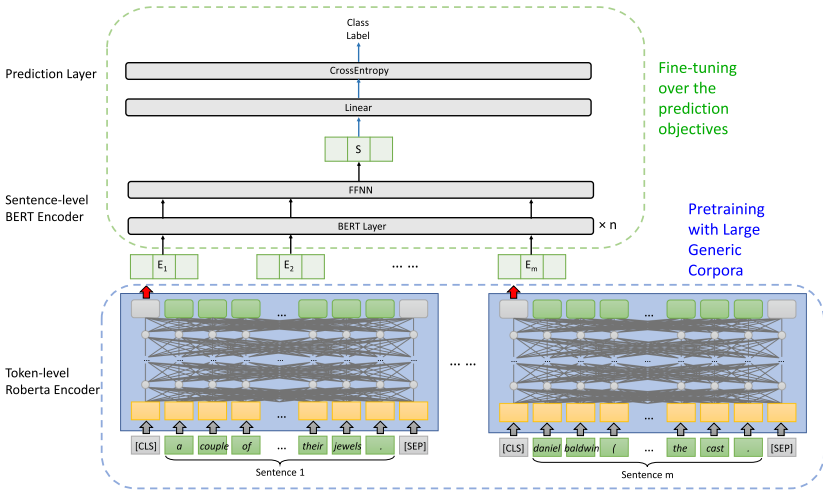 Class
Label
Prediction Layer
CrossEntropy
Linear
Fine-tuning
over the
prediction
objectives
S
FFNN
Sentence-level
BERT Encoder
BERT Layer
× n
Pretraining
with Large
Generic
Corpora
E1 E2 ... ... Em
... ...
... ... ... ... ... ...
... ... ... ... ... ...
Token-level
Roberta Encoder
... ...
... ...
[CLS] a couple of ... their jewels . [SEP]
[CLS] daniel baldwin ( ... the cast . [SEP]
Sentence 1
Sentence m